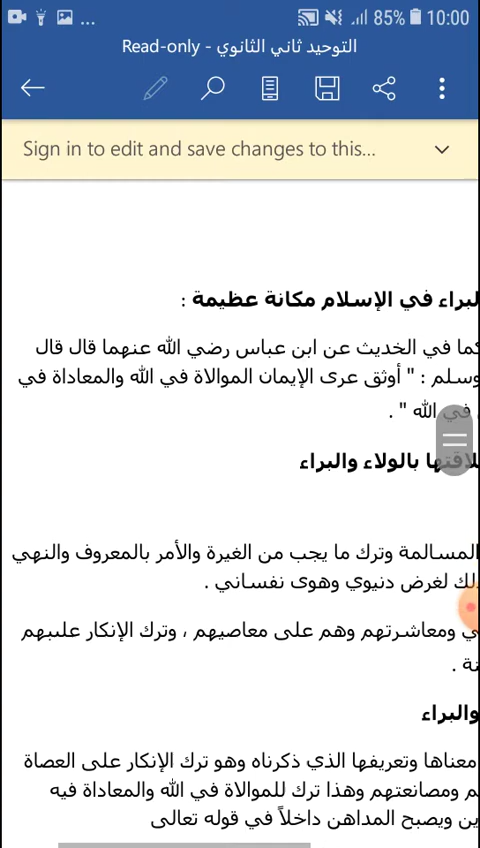 85% 10:00
التوحيد ثاني الثانوي - Read-only
Sign in to edit and save changes to this...
لبراء في الإسلام مكانة عظيمة :
كما في الخديث عن ابن عباس رضي الله عنهما قال قال
وسلم : " أوثق عرى الإيمان الموالاة في الله والمعاداة في
في الله " .
بالولاء والبراء
المسالمة وترك ما يجب من الغيرة والأمر بالمعروف والنهي
لك لغرض دنيوي وهوى نفساني .
ي ومعاشرتهم وهم على معاصيهم ، وترك الإنكار عليهم
نة .
والبراء
معناها وتعريفها الذي ذكرناه وهو ترك الإنكار على العصاة
م ومصانعتهم وهذا ترك للموالاة في الله والمعاداة فيه
ين ويصبح المداهن داخلاً في قوله تعالى